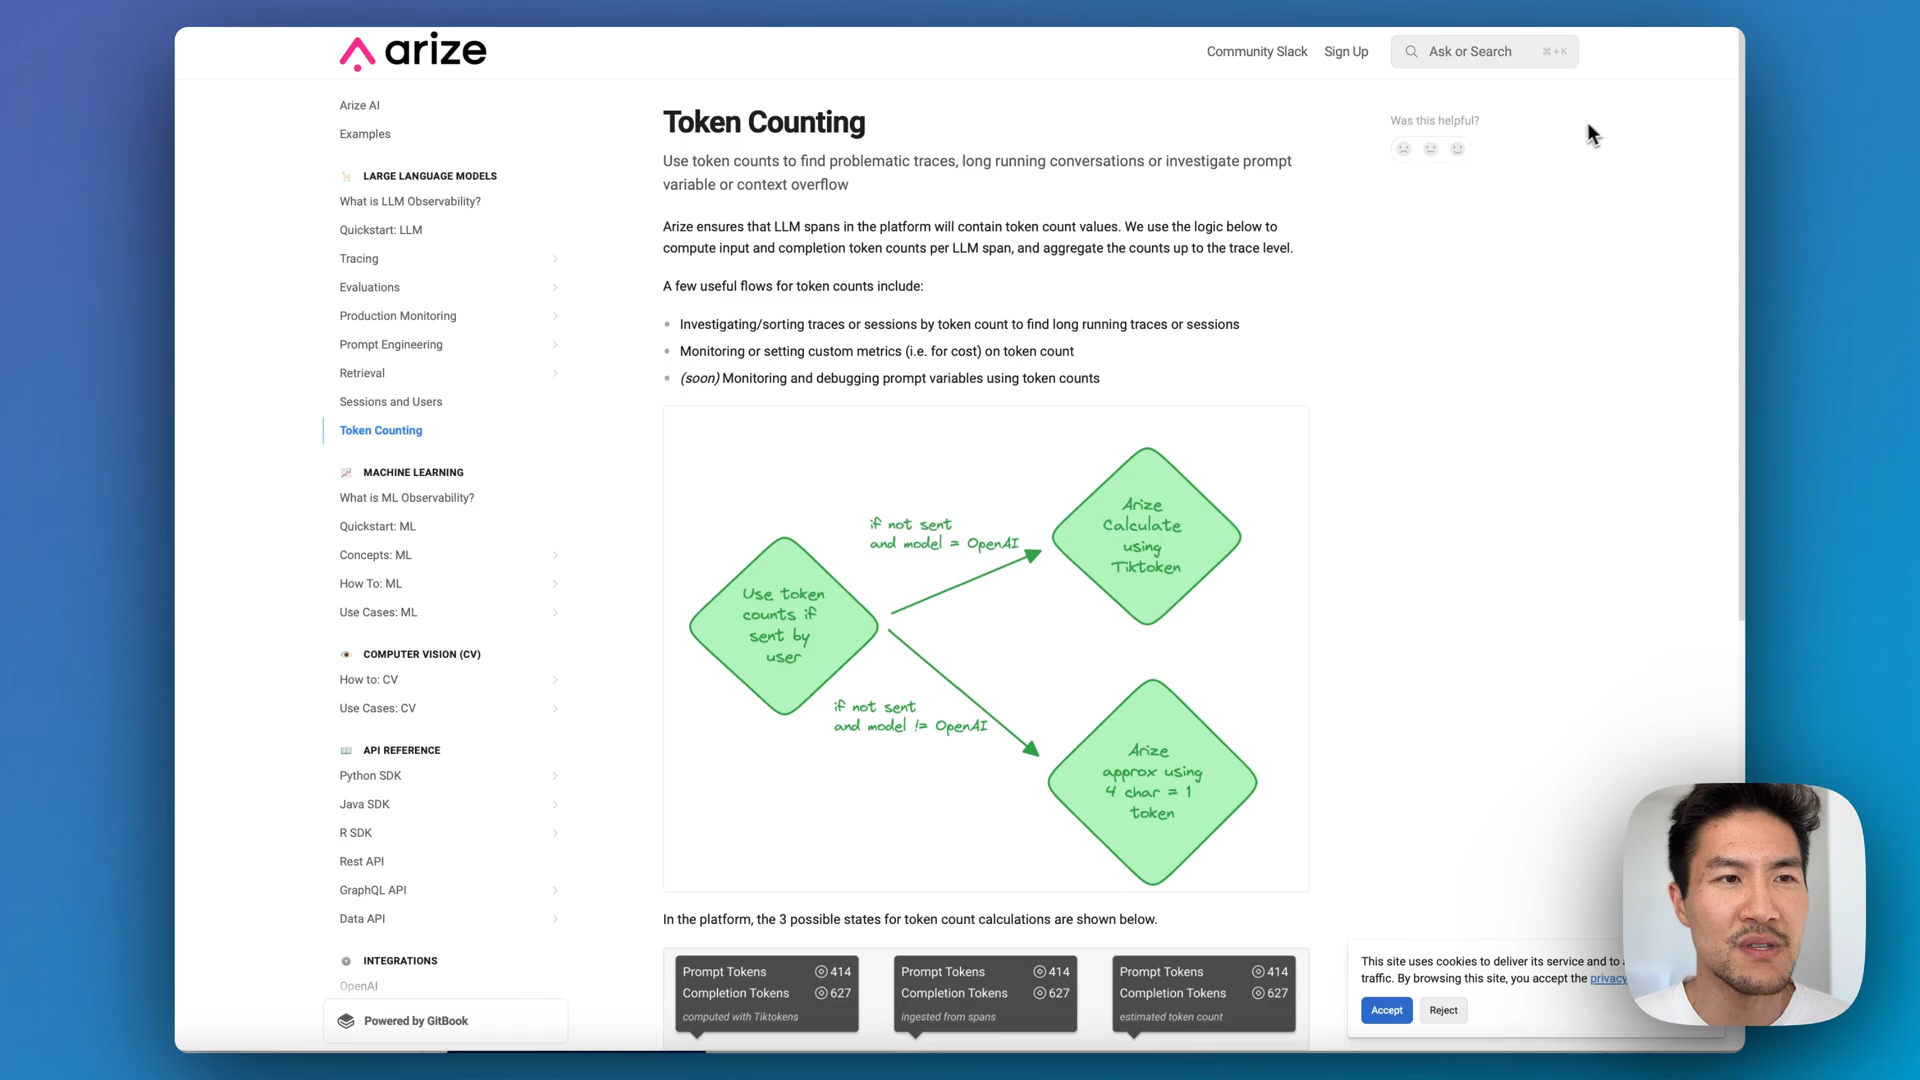 arize
Community Slack
Sign Up
Ask or Search
⌘+K
Arize AI
Examples
LARGE LANGUAGE MODELS
What is LLM Observability?
Quickstart: LLM
Tracing
Evaluations
Production Monitoring
Prompt Engineering
Retrieval
Sessions and Users
Token Counting
MACHINE LEARNING
What is ML Observability?
Quickstart: ML
Concepts: ML
How To: ML
Use Cases: ML
COMPUTER VISION (CV)
How to: CV
Use Cases: CV
API REFERENCE
Python SDK
Java SDK
R SDK
Rest API
GraphQL API
Data API
INTEGRATIONS
OpenAI
Powered by GitBook
Token Counting
Use token counts to find problematic traces, long running conversations or investigate prompt
variable or context overflow
Arize ensures that LLM spans in the platform will contain token count values. We use the logic below to
compute input and completion token counts per LLM span, and aggregate the counts up to the trace level.
A few useful flows for token counts include:
Investigating/sorting traces or sessions by token count to find long running traces or sessions
Monitoring or setting custom metrics (i.e. for cost) on token count
(soon) Monitoring and debugging prompt variables using token counts
Use token
counts if
sent by
user
if not sent
and model = OpenAI
Arize
Calculate
using
Tiktoken
if not sent
and model != OpenAI
Arize
approx using
4 char = 1
token
In the platform, the 3 possible states for token count calculations are shown below.
Prompt Tokens 414
Completion Tokens 627
computed with Tiktokens
Prompt Tokens 414
Completion Tokens 627
ingested from spans
Prompt Tokens 414
Completion Tokens 627
estimated token count
Was this helpful?
This site uses cookies to deliver its service and to
traffic. By browsing this site, you accept the privacy
Accept
Reject